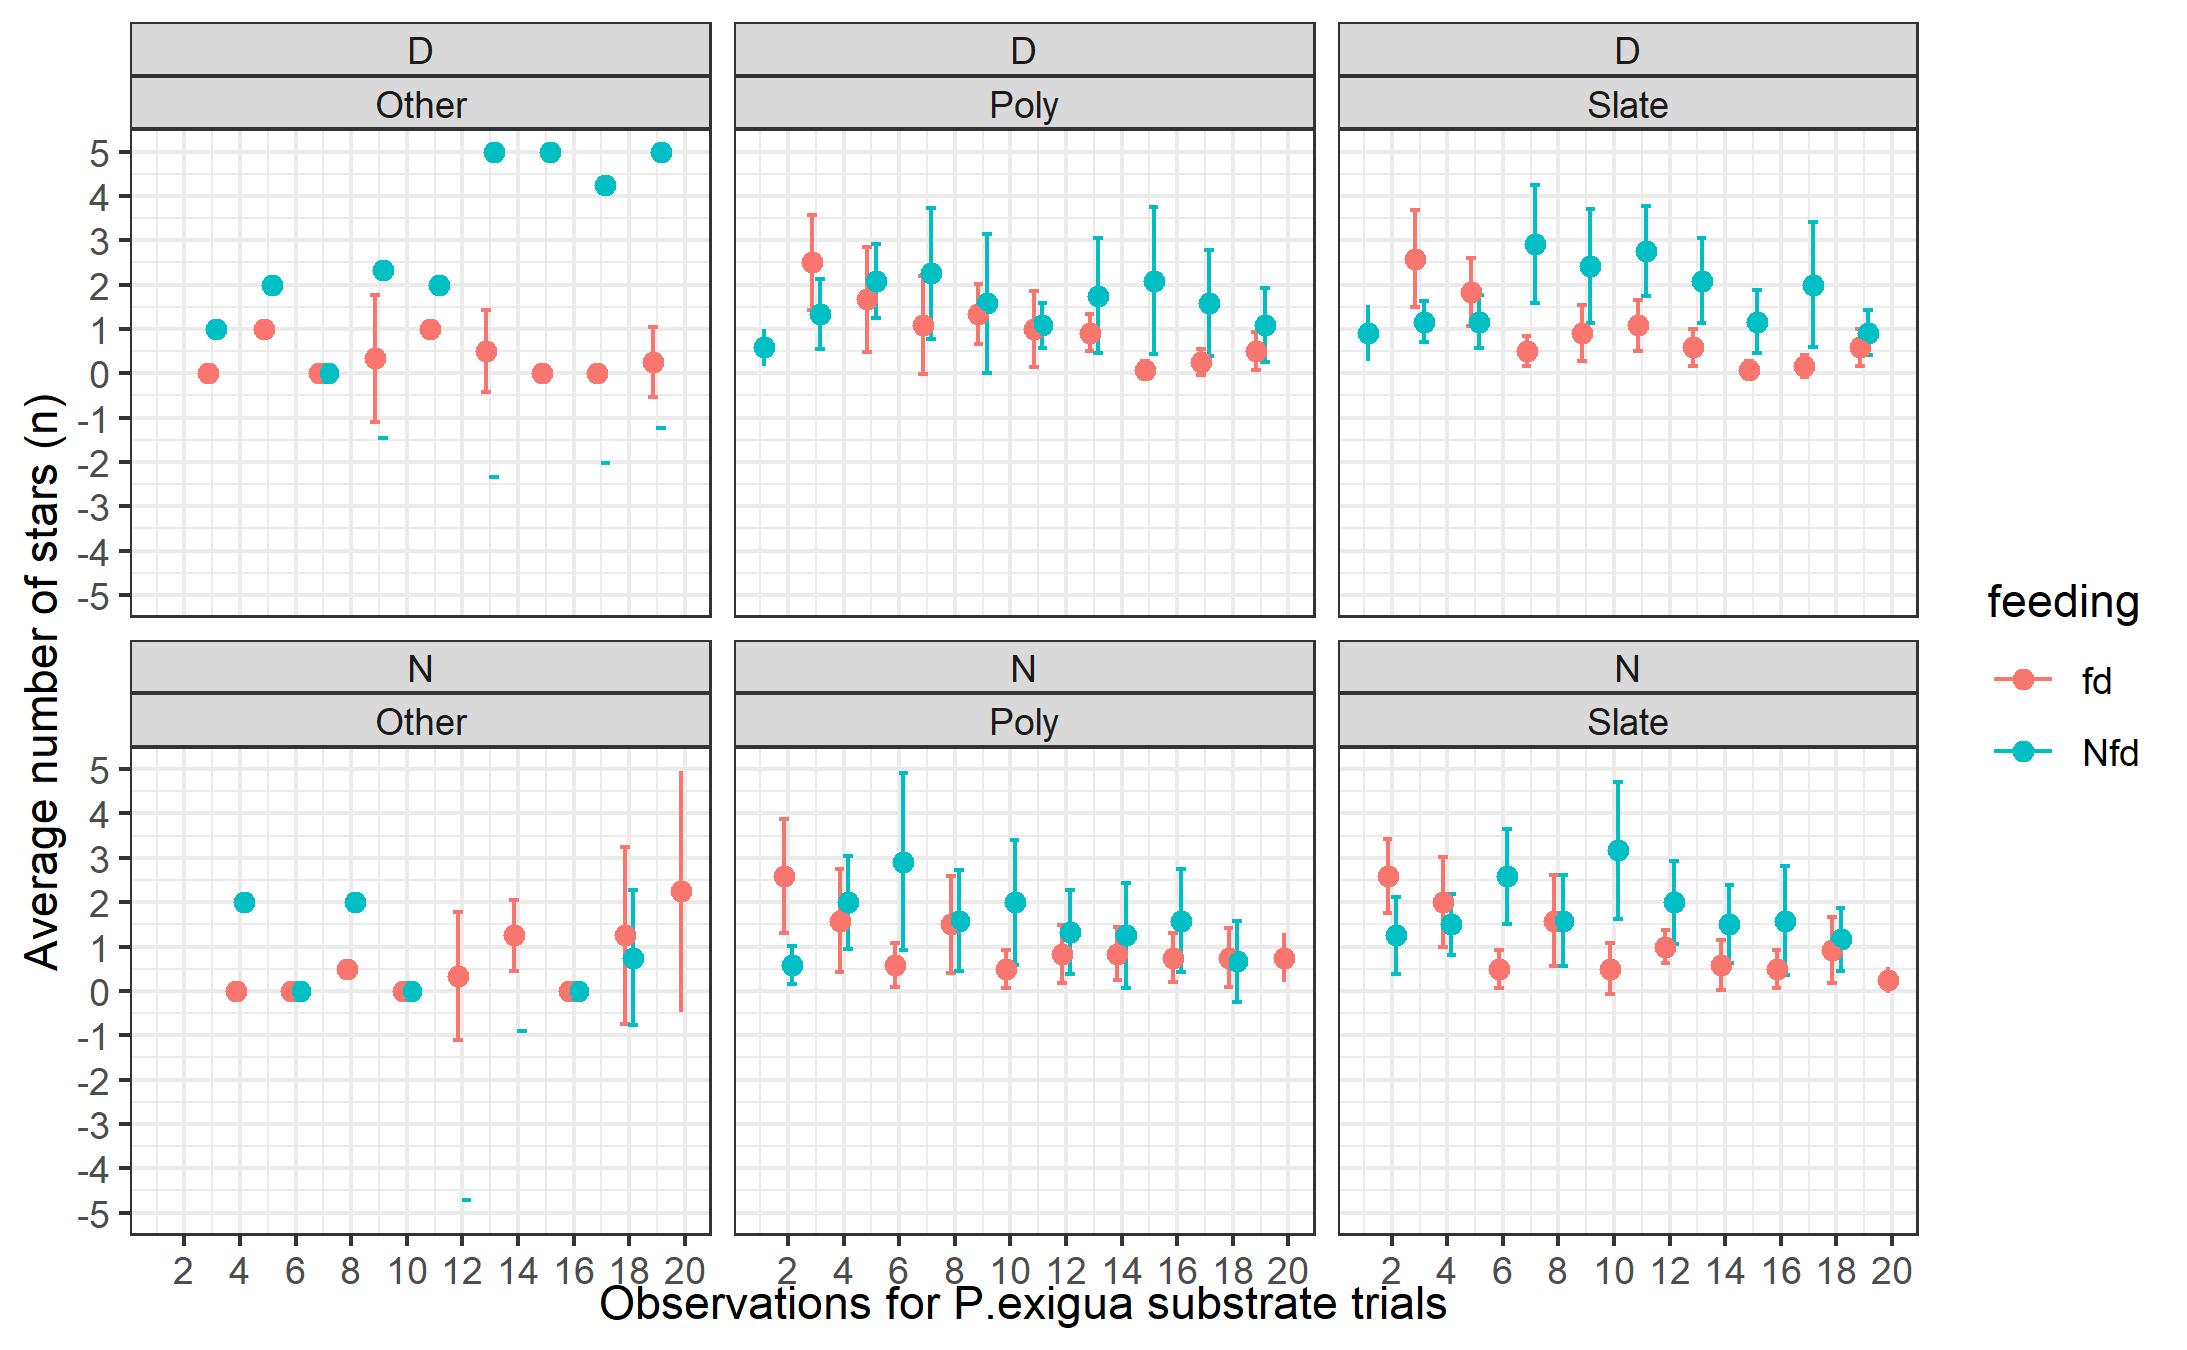 D D D
Other Poly Slate
5
4
3
2
1
0
-1
-2
-3
-4
-5
N N N
Other Poly Slate
5
4
3
2
1
0
-1
-2
-3
-4
-5
2 4 6 8 10 12 14 16 18 20 2 4 6 8 10 12 14 16 18 20 2 4 6 8 10 12 14 16 18 20
Observations for P.exigua substrate trials
Average number of stars (n)
feeding
fd
Nfd